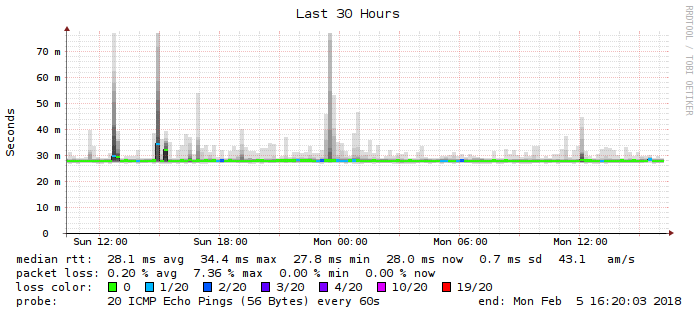 Last 30 Hours
RRDTOOL / TOBI OETIKER
Seconds
70 m
60 m
50 m
40 m
30 m
20 m
10 m
0
Sun 12:00 Sun 18:00 Mon 00:00 Mon 06:00 Mon 12:00
median rtt: 28.1 ms avg 34.4 ms max 27.8 ms min 28.0 ms now 0.7 ms sd 43.1 am/s
packet loss: 0.20 % avg 7.36 % max 0.00 % min 0.00 % now
loss color: 0 1/20 2/20 3/20 4/20 10/20 19/20
probe: 20 ICMP Echo Pings (56 Bytes) every 60s end: Mon Feb 5 16:20:03 2018